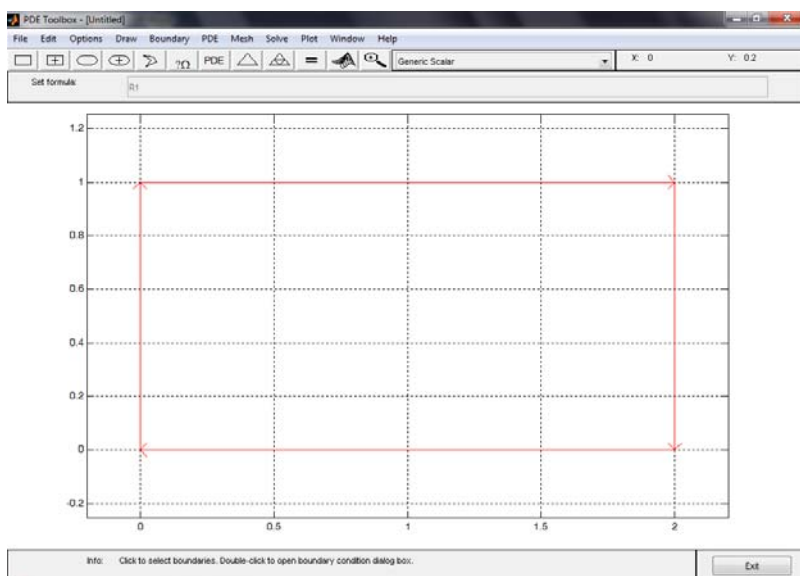 PDE Toolbox - [Untitled]
File Edit Options Draw Boundary PDE Mesh Solve Plot Window Help
?Ω PDE = Generic Scalar X: 0 Y: 0.2
Set formula: R1
1.2
1
0.8
0.6
0.4
0.2
0
-0.2
0 0.5 1 1.5 2
Info: Click to select boundaries. Double-click to open boundary condition dialog box. Exit